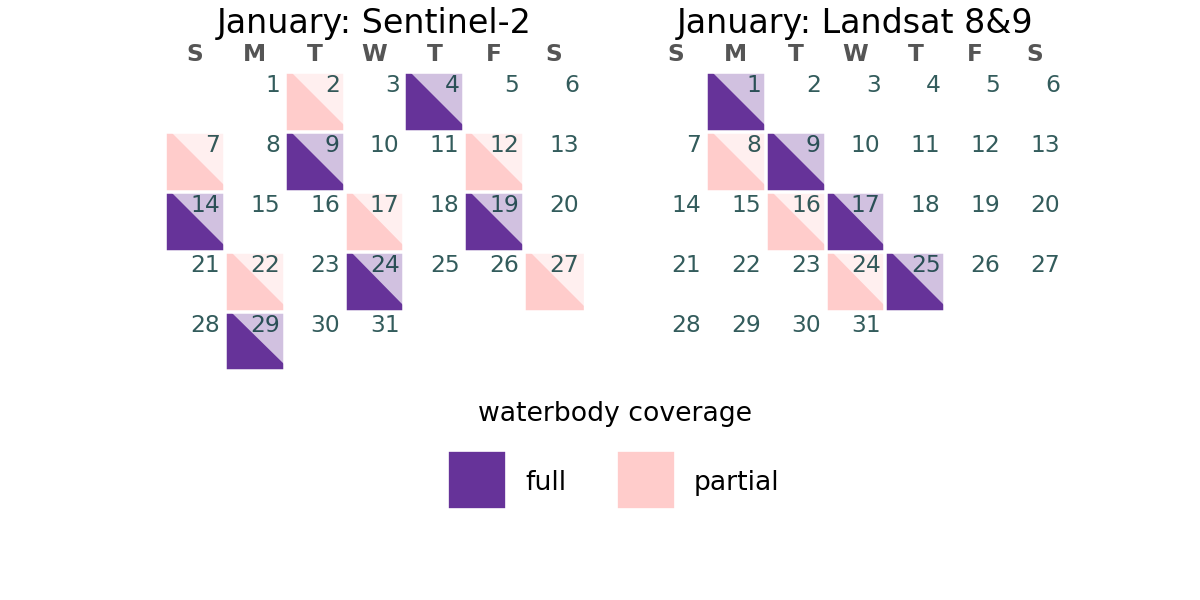 January: Sentinel-2
S M T W T F S
1 2 3 4 5 6
7 8 9 10 11 12 13
14 15 16 17 18 19 20
21 22 23 24 25 26 27
28 29 30 31
January: Landsat 8&9
S M T W T F S
1 2 3 4 5 6
7 8 9 10 11 12 13
14 15 16 17 18 19 20
21 22 23 24 25 26 27
28 29 30 31
waterbody coverage
full partial